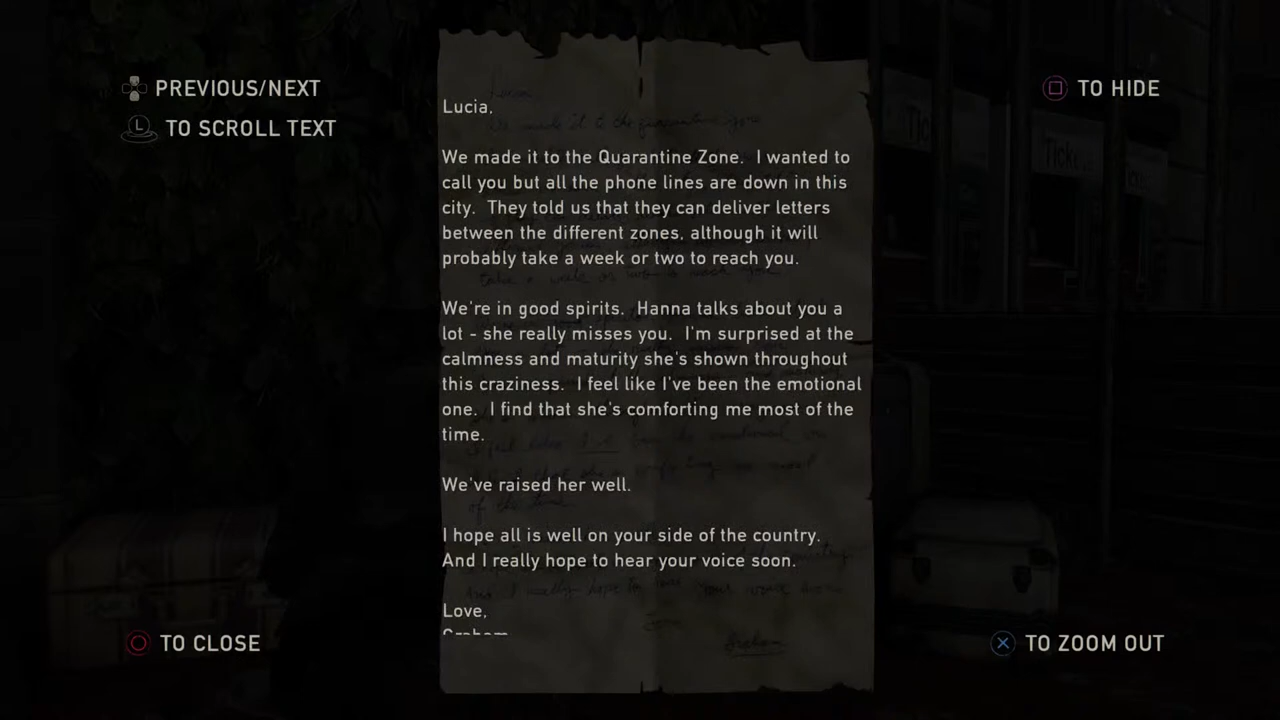 PREVIOUS/NEXT
L TO SCROLL TEXT
TO HIDE
Lucia,
We made it to the Quarantine Zone. I wanted to
call you but all the phone lines are down in this
city. They told us that they can deliver letters
between the different zones, although it will
probably take a week or two to reach you.
We're in good spirits. Hanna talks about you a
lot - she really misses you. I'm surprised at the
calmness and maturity she's shown throughout
this craziness. I feel like I've been the emotional
one. I find that she's comforting me most of the
time.
We've raised her well.
I hope all is well on your side of the country.
And I really hope to hear your voice soon.
Love,
Graham
TO CLOSE
TO ZOOM OUT